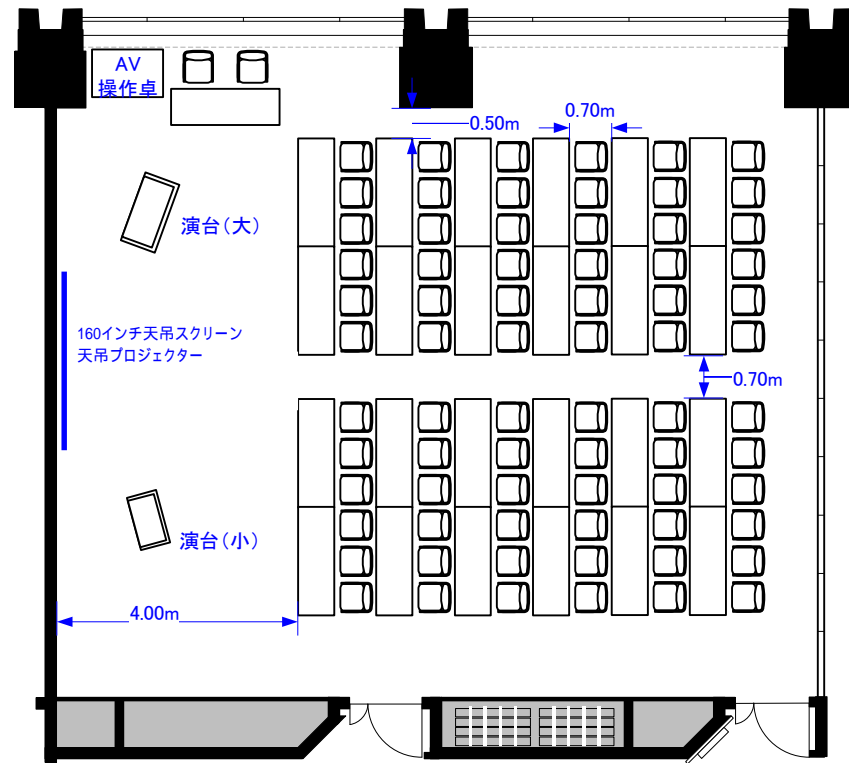 AV
操作卓
0.50m
0.70m
演台(大)
160インチ天吊スクリーン
天吊プロジェクター
0.70m
演台(小)
4.00m